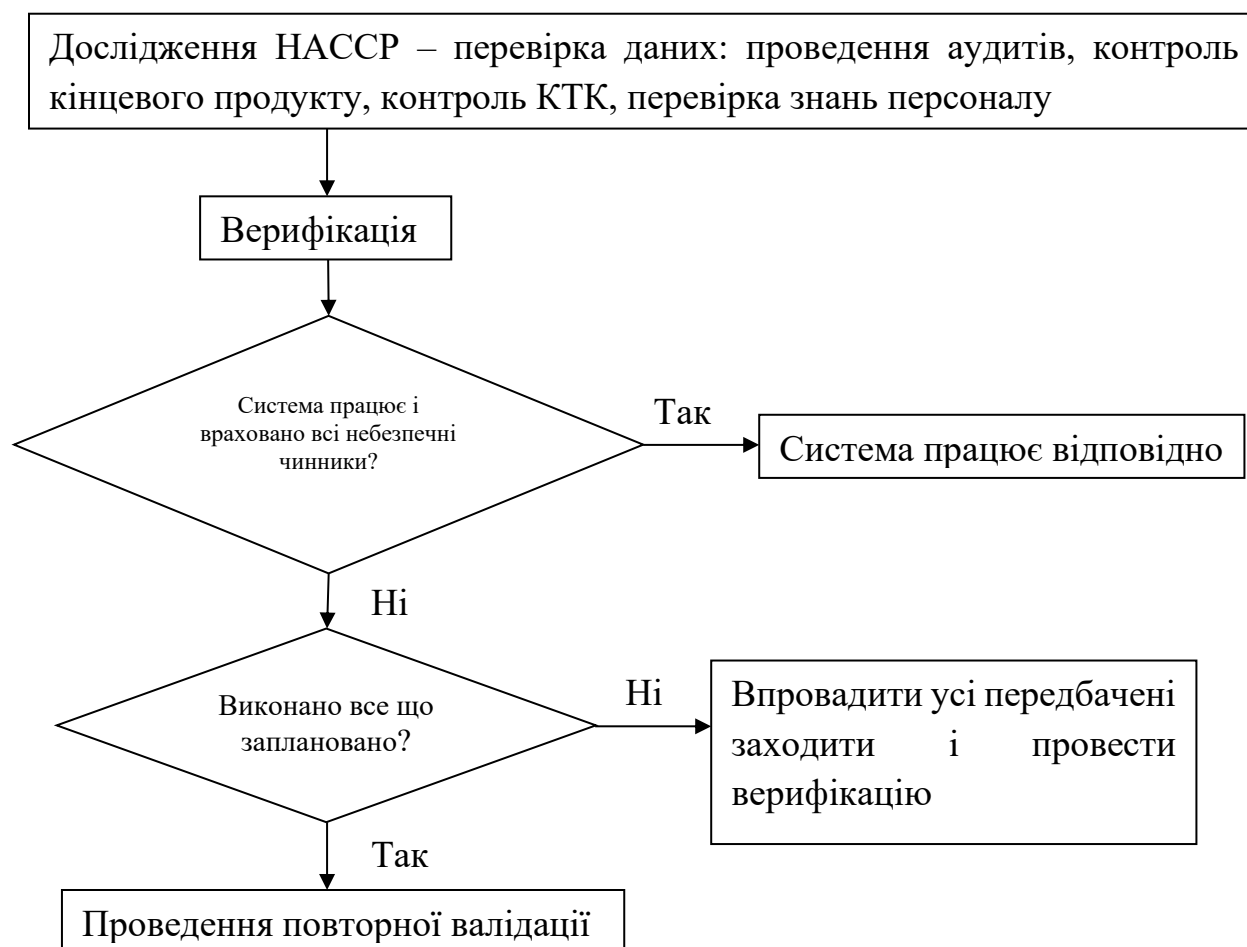 Дослідження НАССР – перевірка даних: проведення аудитів, контроль
кінцевого продукту, контроль КТК, перевірка знань персоналу
Верифікація
Система працює і
враховано всі небезпечні
чинники?
Так
Система працює відповідно
Ні
Виконано все що
заплановано?
Ні
Впровадити усі передбачені
заходити і провести
верифікацію
Так
Проведення повторної валідації